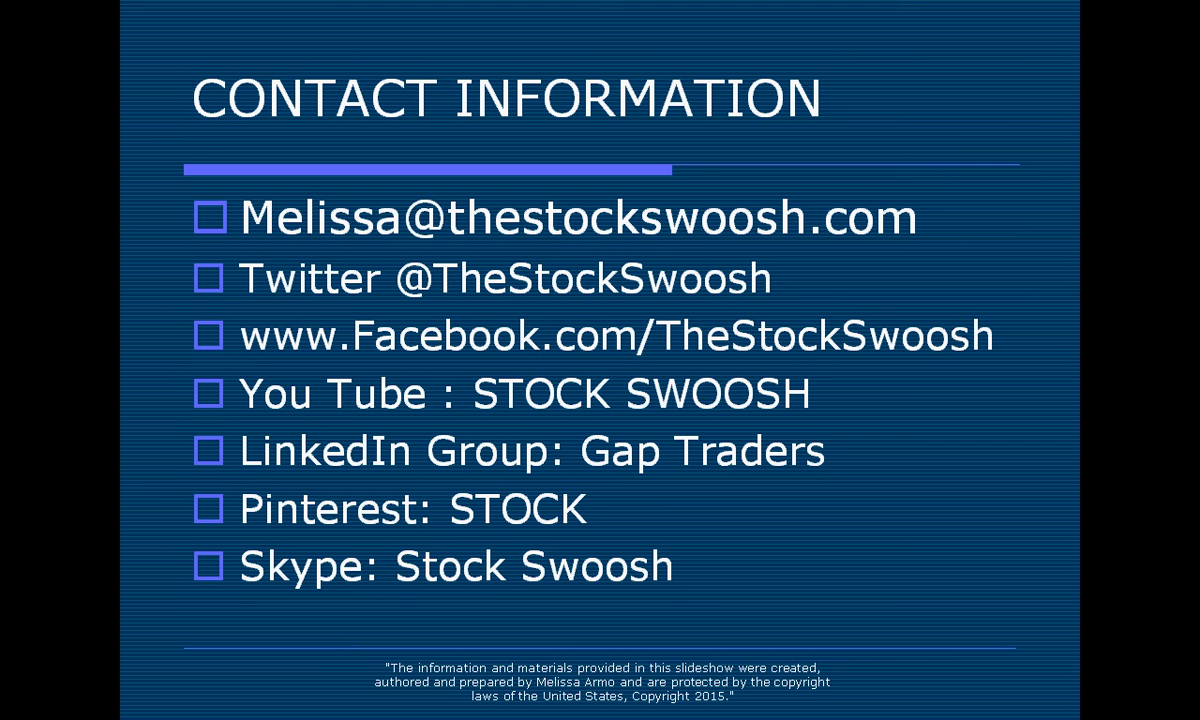 CONTACT INFORMATION
Melissa@thestockswoosh.com
Twitter @TheStockSwoosh
www.Facebook.com/TheStockSwoosh
You Tube : STOCK SWOOSH
LinkedIn Group: Gap Traders
Pinterest: STOCK
Skype: Stock Swoosh
"The information and materials provided in this slideshow were created,
authored and prepared by Melissa Armo and are protected by the copyright
laws of the United States, Copyright 2015."